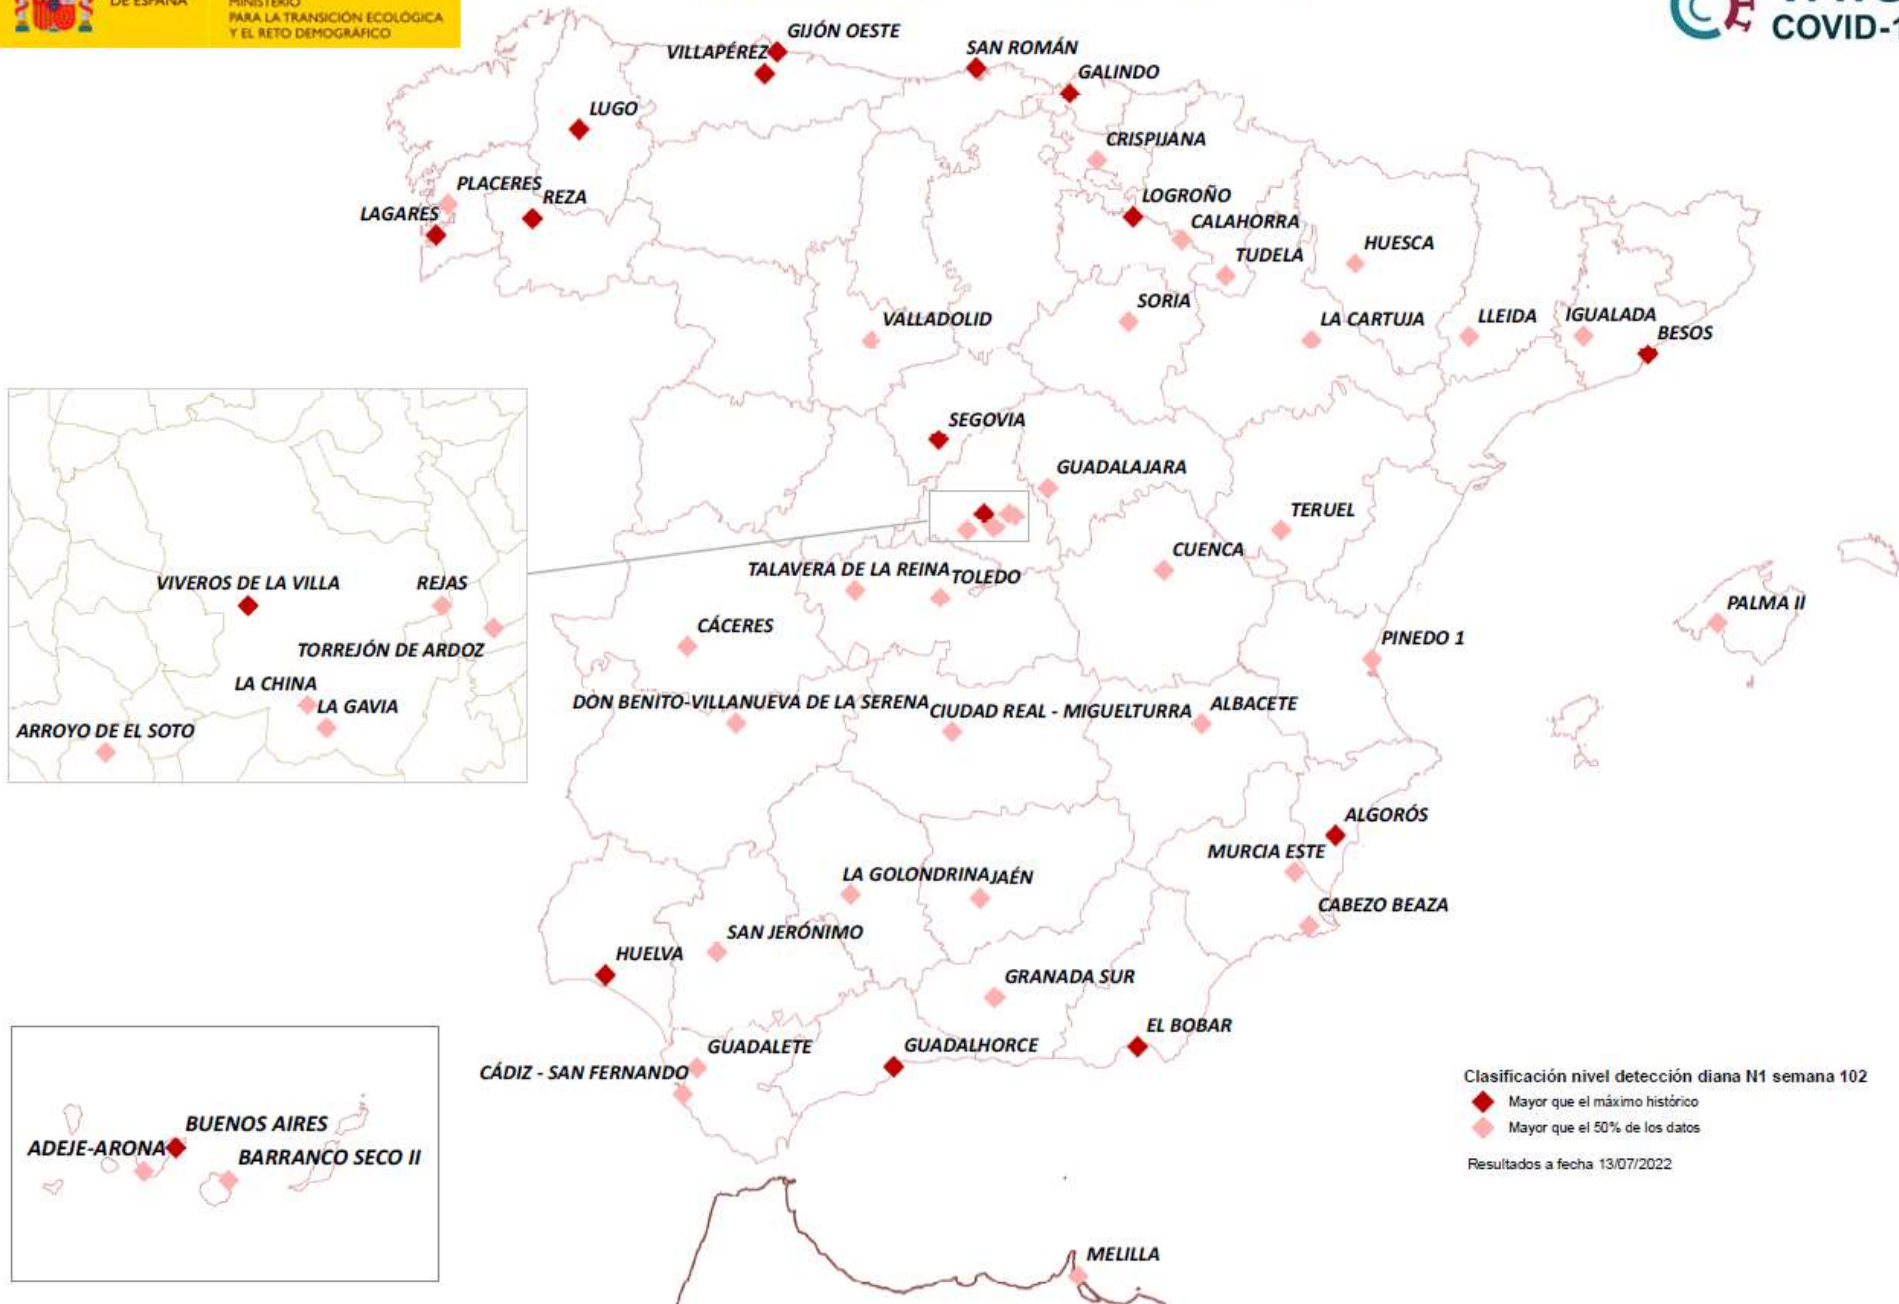 DE ESPAÑA
MINISTERIO
PARA LA TRANSICIÓN ECOLÓGICA
Y EL RETO DEMOGRÁFICO
COVID-1
GIJÓN OESTE
VILLAPÉREZ
SAN ROMÁN
GALINDO
LUGO
CRISPIJANA
PLACERES
REZA
LAGARES
LOGROÑO
CALAHORRA
TUDELA
HUESCA
SORIA
VALLADOLID
LA CARTUJA
LLEIDA
IGUALADA
BESOS
SEGOVIA
GUADALAJARA
TERUEL
CUENCA
VIVEROS DE LA VILLA
REJAS
TORREJÓN DE ARDOZ
LA CHINA
LA GAVIA
ARROYO DE EL SOTO
TALAVERA DE LA REINA
TOLEDO
CÁCERES
PALMA II
PINEDO 1
DON BENITO-VILLANUEVA DE LA SERENA
CIUDAD REAL - MIGUELTURRA
ALBACETE
ALGORÓS
MURCIA ESTE
CABEZO BEAZA
LA GOLONDRINA
JAÉN
SAN JERÓNIMO
HUELVA
GRANADA SUR
EL BOBAR
GUADALETE
GUADALHORCE
CÁDIZ - SAN FERNANDO
BUENOS AIRES
ADEJE-ARONA
BARRANCO SECO II
MELILLA
Clasificación nivel detección diana N1 semana 102
Mayor que el máximo histórico
Mayor que el 50% de los datos
Resultados a fecha 13/07/2022